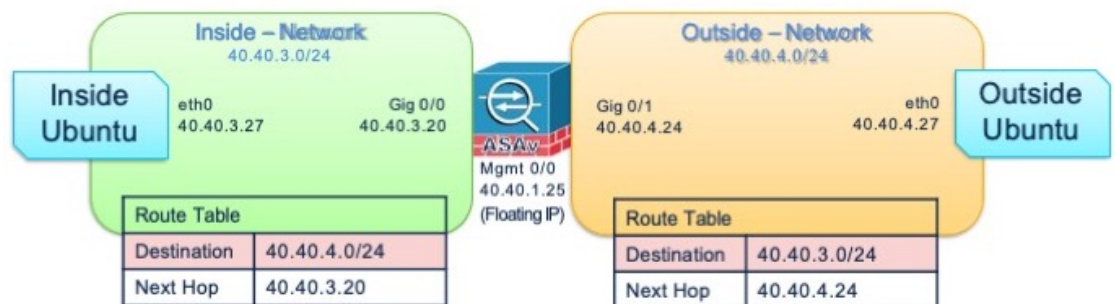 Inside – Network
40.40.3.0/24
Inside
Ubuntu
eth0
40.40.3.27
Gig 0/0
40.40.3.20
ASAv
Mgmt 0/0
40.40.1.25
(Floating IP)
Outside – Network
40.40.4.0/24
Gig 0/1
40.40.4.24
eth0
40.40.4.27
Outside
Ubuntu
Route Table
Destination 40.40.4.0/24
Next Hop 40.40.3.20
Route Table
Destination 40.40.3.0/24
Next Hop 40.40.4.24